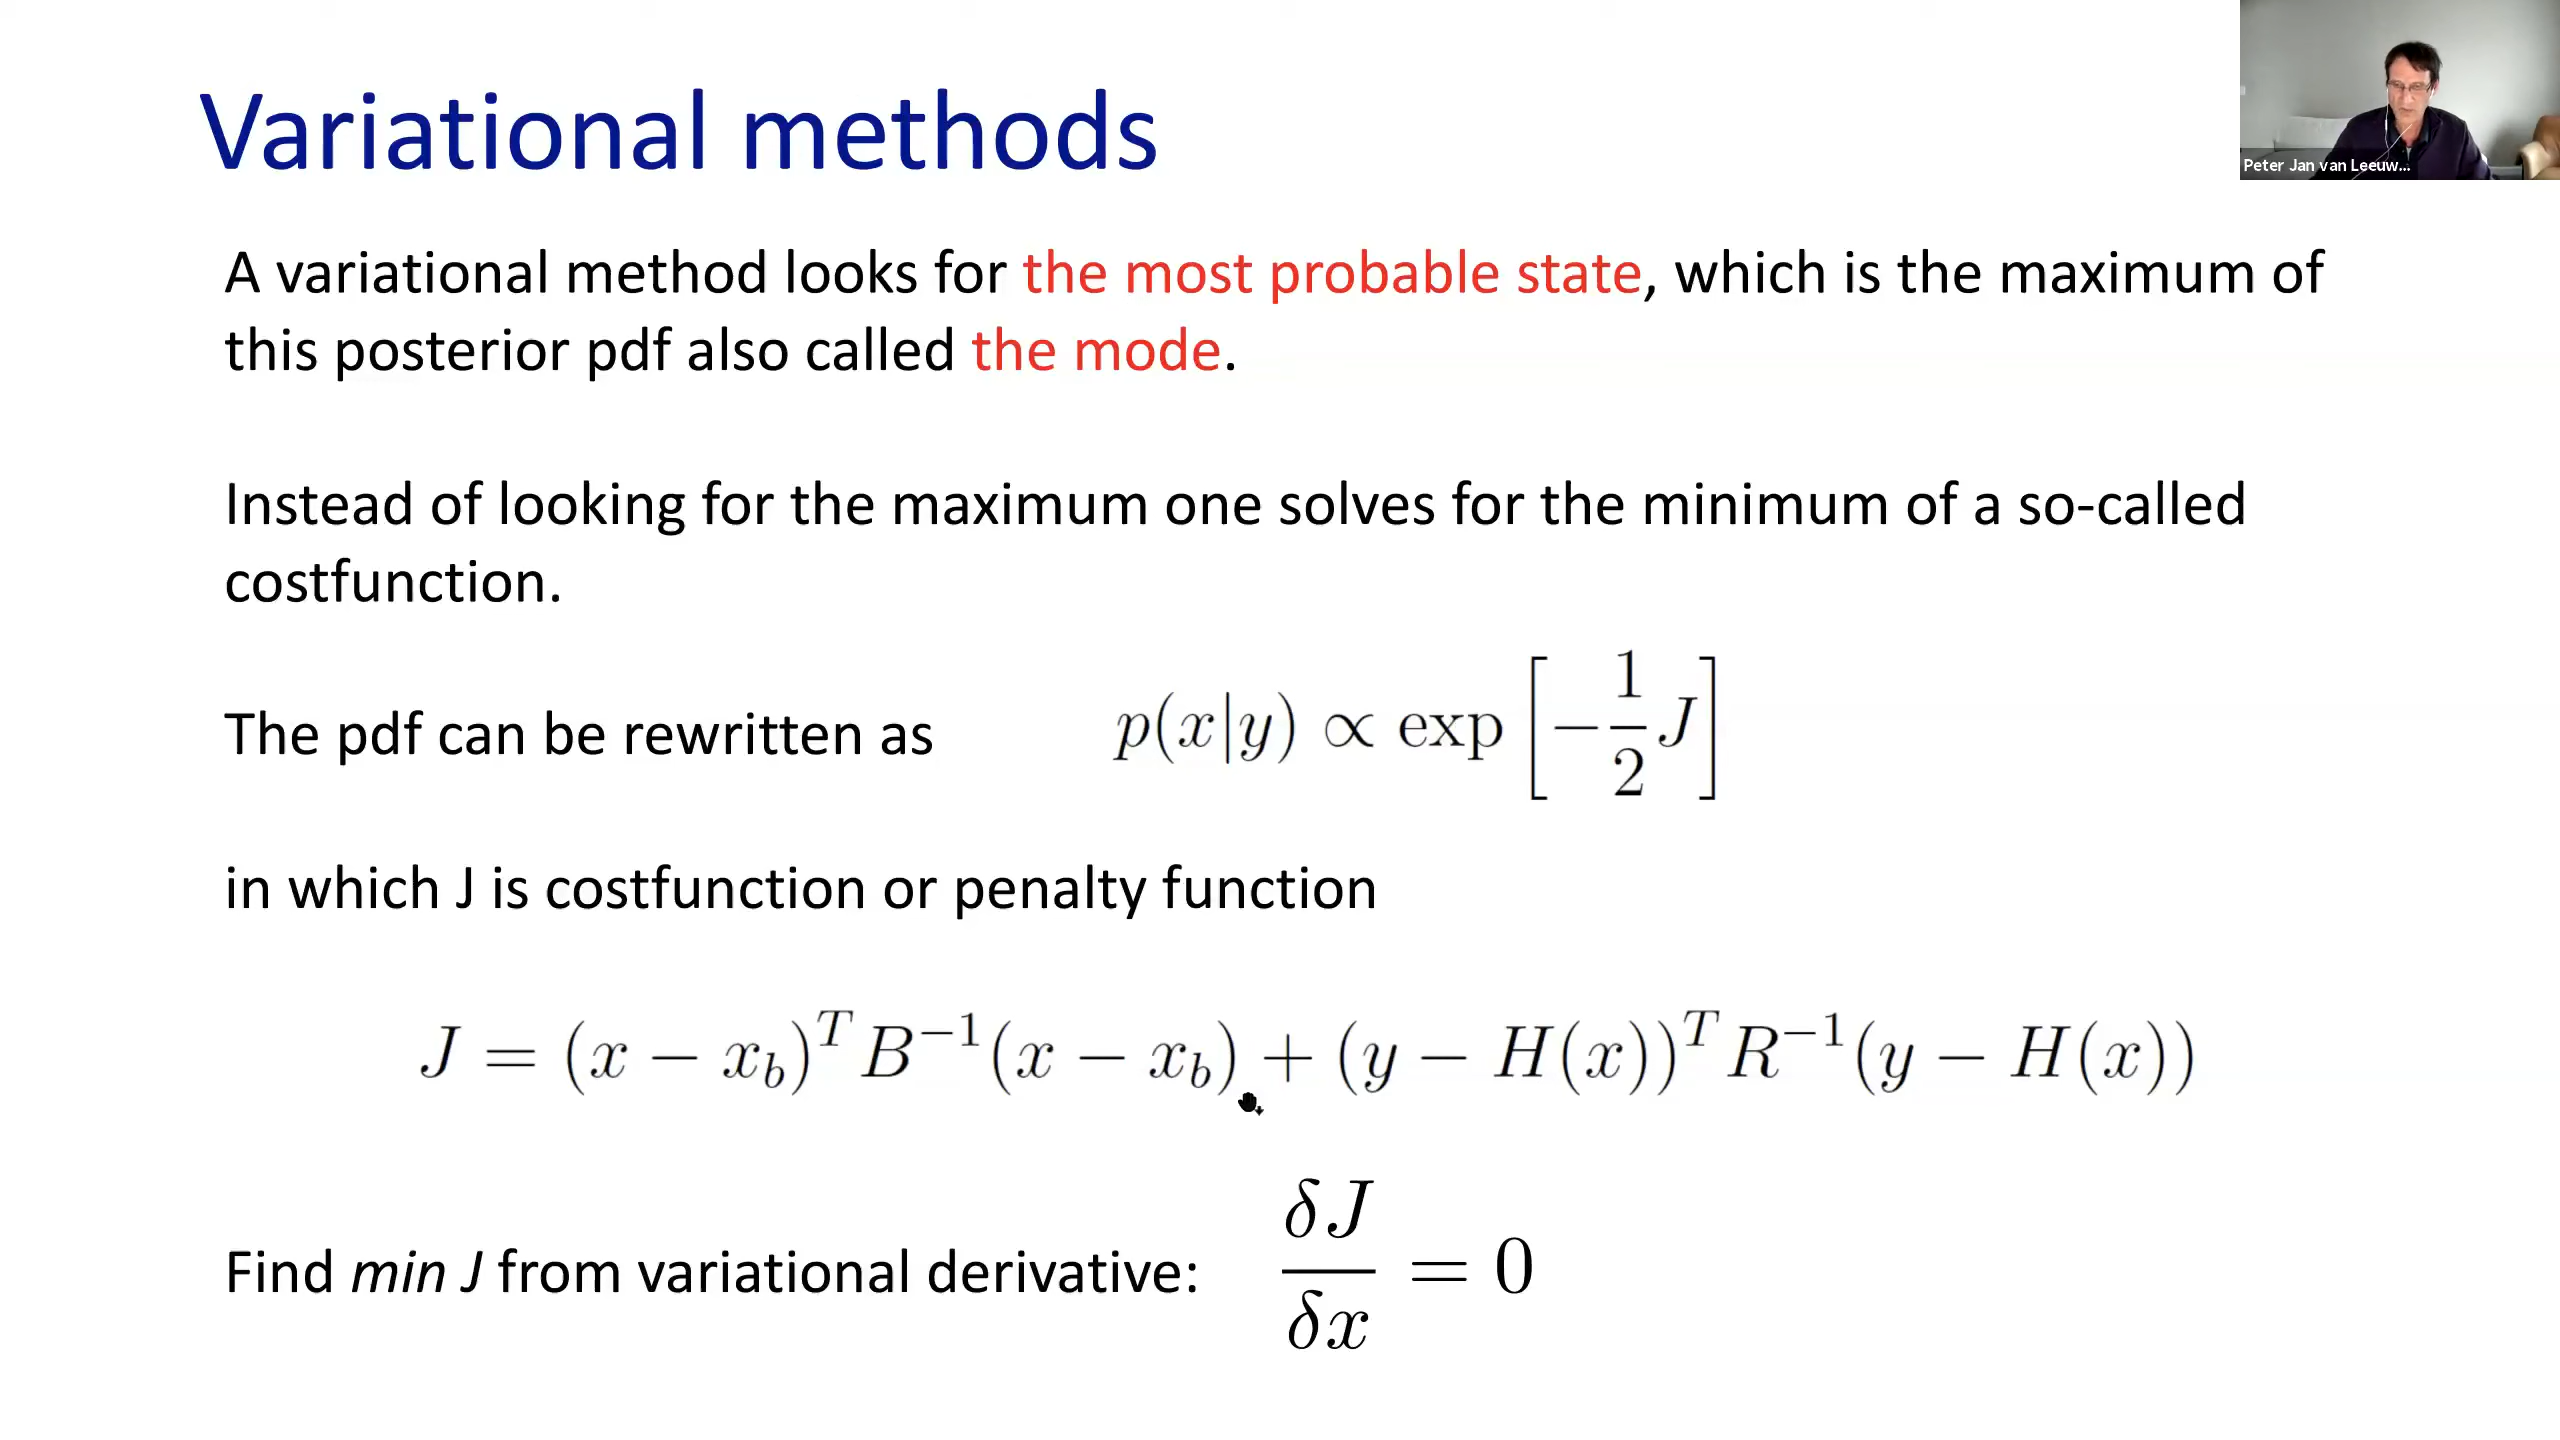 Variational methods
Peter Jan van Leeuw...
A variational method looks for the most probable state, which is the maximum of
this posterior pdf also called the mode.
Instead of looking for the maximum one solves for the minimum of a so-called
costfunction.
The pdf can be rewritten as p(x|y) ∝ exp [−1/2 J]
in which J is costfunction or penalty function
J = (x − x_b)^T B^{−1}(x − x_b) + (y − H(x))^T R^{−1}(y − H(x))
Find min J from variational derivative: δJ/δx = 0